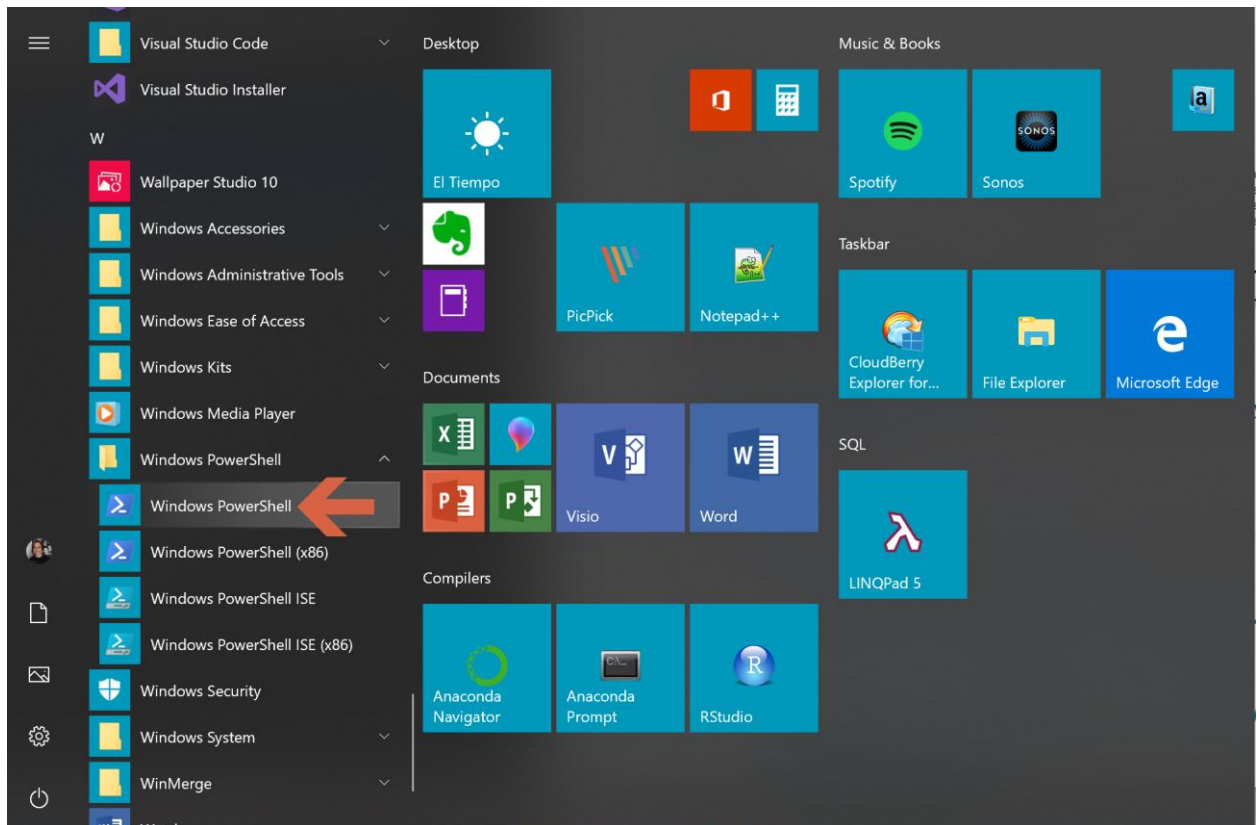 Visual Studio Code
Visual Studio Installer
W
Wallpaper Studio 10
Windows Accessories
Windows Administrative Tools
Windows Ease of Access
Windows Kits
Windows Media Player
Windows PowerShell
Windows PowerShell
Windows PowerShell (x86)
Windows PowerShell ISE
Windows PowerShell ISE (x86)
Windows Security
Windows System
WinMerge
Desktop
El Tiempo
PicPick
Notepad++
Documents
Visio
Word
Compilers
Anaconda
Navigator
Anaconda
Prompt
RStudio
Music & Books
Spotify
SONOS
Sonos
Taskbar
CloudBerry
Explorer for...
File Explorer
Microsoft Edge
SQL
LINQPad 5